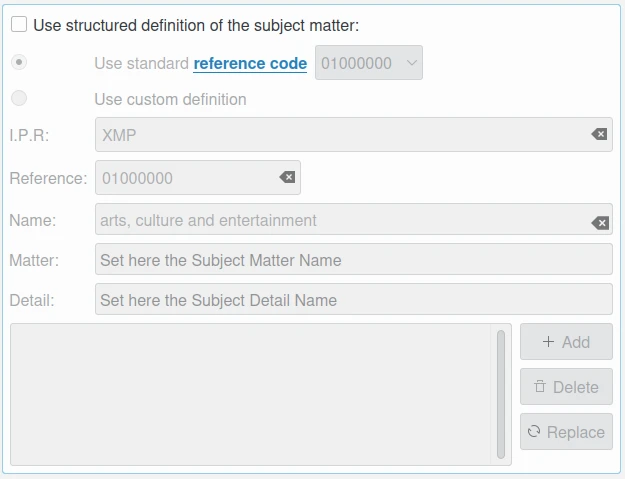 Use structured definition of the subject matter:
Use standard reference code 01000000
Use custom definition
I.P.R: XMP
Reference: 01000000
Name: arts, culture and entertainment
Matter: Set here the Subject Matter Name
Detail: Set here the Subject Detail Name
Add
Delete
Replace